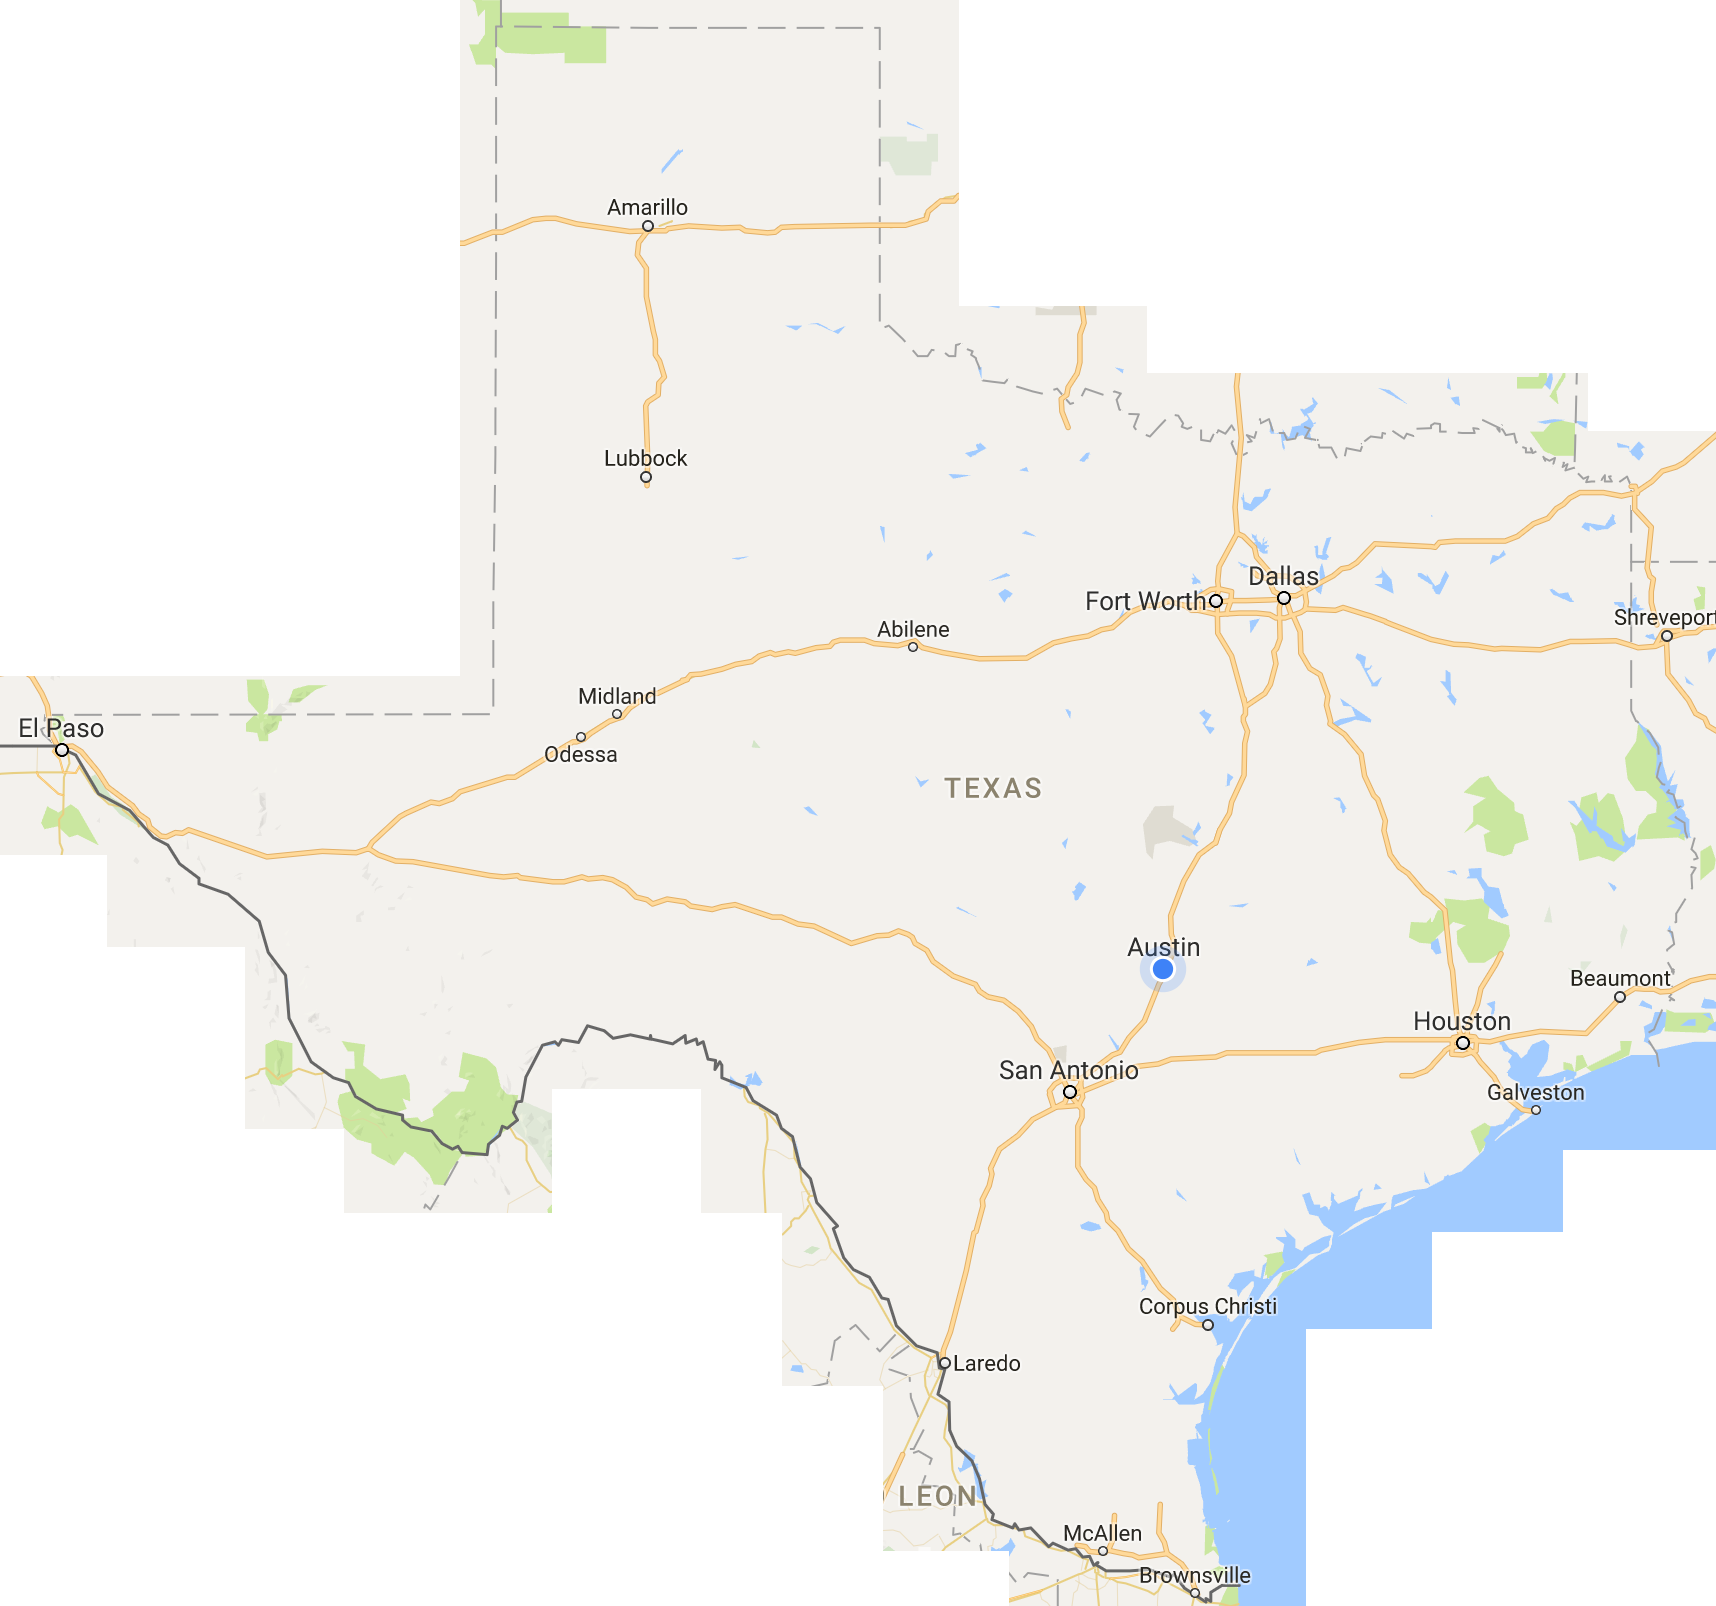 Amarillo
Lubbock
Dallas
Fort Worth
Shreveport
Abilene
Midland
El Paso
Odessa
TEXAS
Austin
Beaumont
Houston
San Antonio
Galveston
Corpus Christi
Laredo
LEON
McAllen
Brownsville